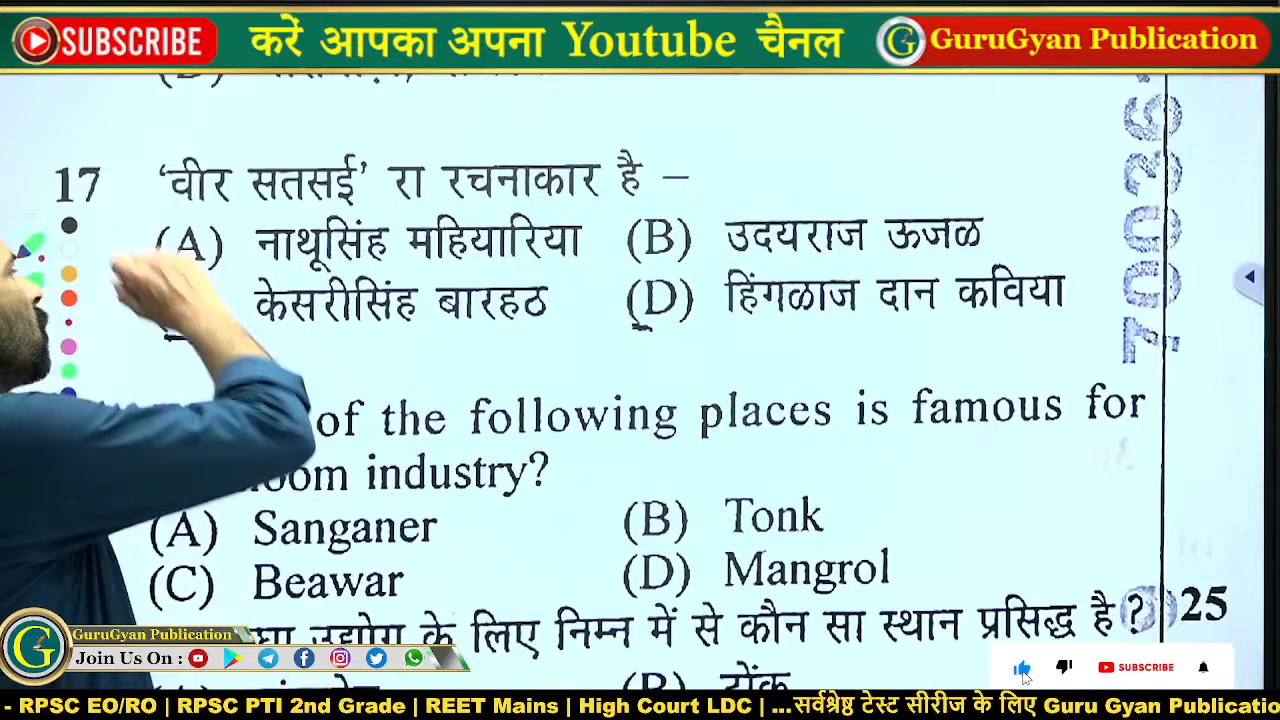 SUBSCRIBE करें आपका अपना Youtube चैनल GuruGyan Publication
17 'वीर सतसई' रा रचनाकार है –
(A) नाथूसिंह महियारिया (B) उदयराज ऊजळ
केसरीसिंह बारहठ (D) हिंगळाज दान कविया
700036
of the following places is famous for
industry?
(A) Sanganer (B) Tonk
(C) Beawar (D) Mangrol
उद्योग के लिए निम्न में से कौन सा स्थान प्रसिद्ध है ?
25
(B) टोंक
GuruGyan Publication
Join Us On :
SUBSCRIBE
- RPSC EO/RO | RPSC PTI 2nd Grade | REET Mains | High Court LDC | ...सर्वश्रेष्ठ टेस्ट सीरीज के लिए Guru Gyan Publicatio